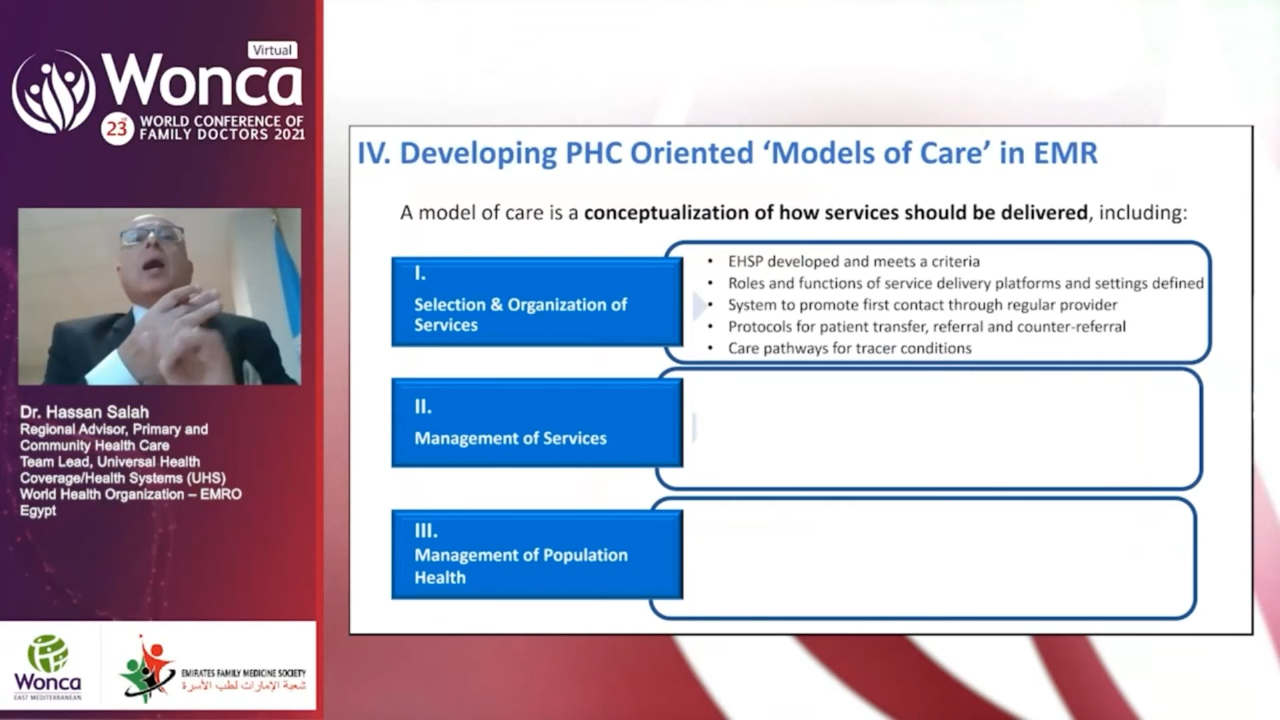 Virtual
Wonca
23rd WORLD CONFERENCE OF
FAMILY DOCTORS 2021
Dr. Hassan Salah
Regional Advisor, Primary and
Community Health Care
Team Lead, Universal Health
Coverage/Health Systems (UHS)
World Health Organization – EMRO
Egypt
Wonca
EAST MEDITERRANEAN
EMIRATES FAMILY MEDICINE SOCIETY
شعبة الإمارات لطب الأسرة
IV. Developing PHC Oriented ‘Models of Care’ in EMR
A model of care is a conceptualization of how services should be delivered, including:
I.
Selection & Organization of
Services
• EHSP developed and meets a criteria
• Roles and functions of service delivery platforms and settings defined
• System to promote first contact through regular provider
• Protocols for patient transfer, referral and counter-referral
• Care pathways for tracer conditions
II.
Management of Services
III.
Management of Population
Health